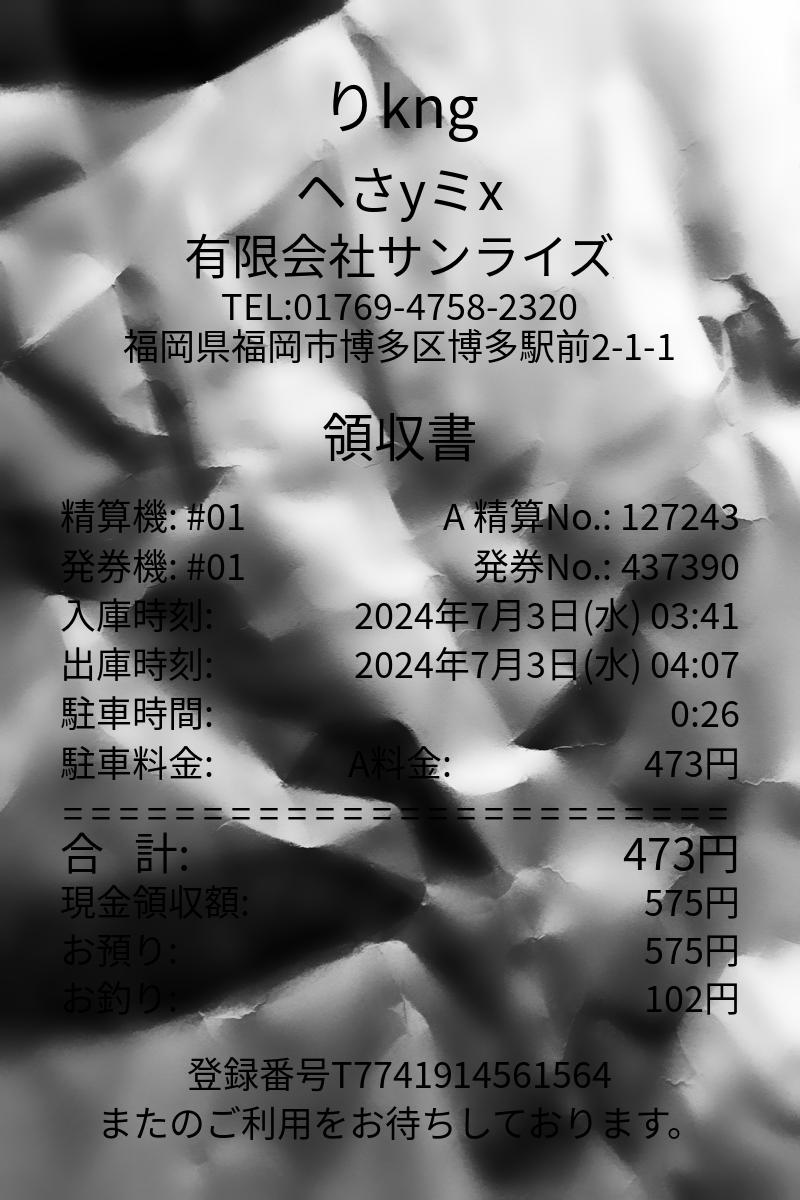 りkng
へさyミx
有限会社サンライズ
TEL:01769-4758-2320
福岡県福岡市博多区博多駅前2-1-1
領収書
精算機: #01 A 精算No.: 127243
発券機: #01 発券No.: 437390
入庫時刻: 2024年7月3日(水) 03:41
出庫時刻: 2024年7月3日(水) 04:07
駐車時間: 0:26
駐車料金: A料金: 473円
========================
合 計: 473円
現金領収額: 575円
お預り: 575円
お釣り: 102円
登録番号T7741914561564
またのご利用をお待ちしております。